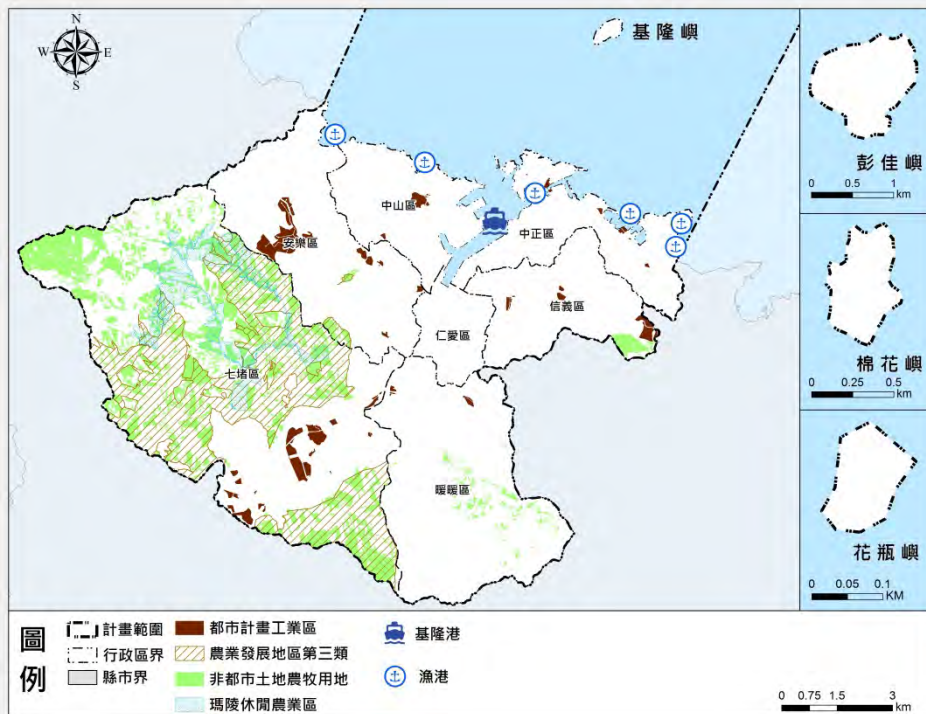 N
W
E
S
基隆嶼
彭佳嶼
0 0.5 1
km
中山區
安樂區
中正區
信義區
仁愛區
七堵區
暖暖區
棉花嶼
0 0.25 0.5
km
花瓶嶼
0 0.05 0.1
KM
圖例
計畫範圍
行政區界
縣市界
都市計畫工業區
農業發展地區第三類
非都市土地農牧用地
瑪陵休閒農業區
基隆港
漁港
0 0.75 1.5 3
km